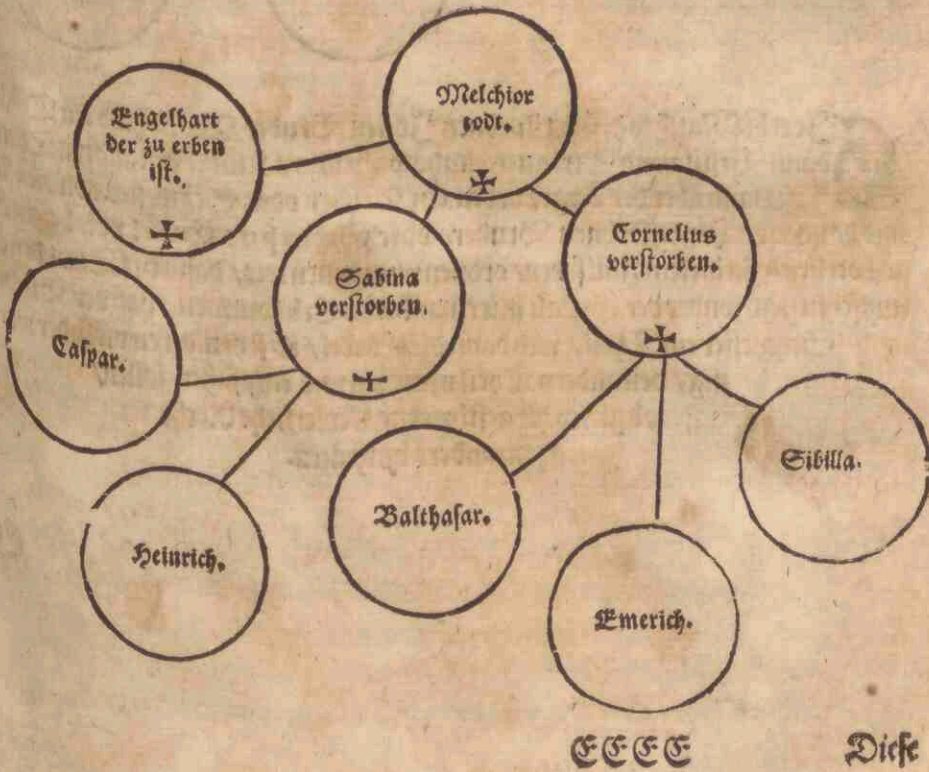 Melchior
todt.
Engelhart
der zu erben
iſt.
Sabina
verſtorben.
Cornelius
verſtorben.
Caſpar.
Heinrich.
Balthaſar.
Emerich.
Sibilla.
EEEE
Dieſe